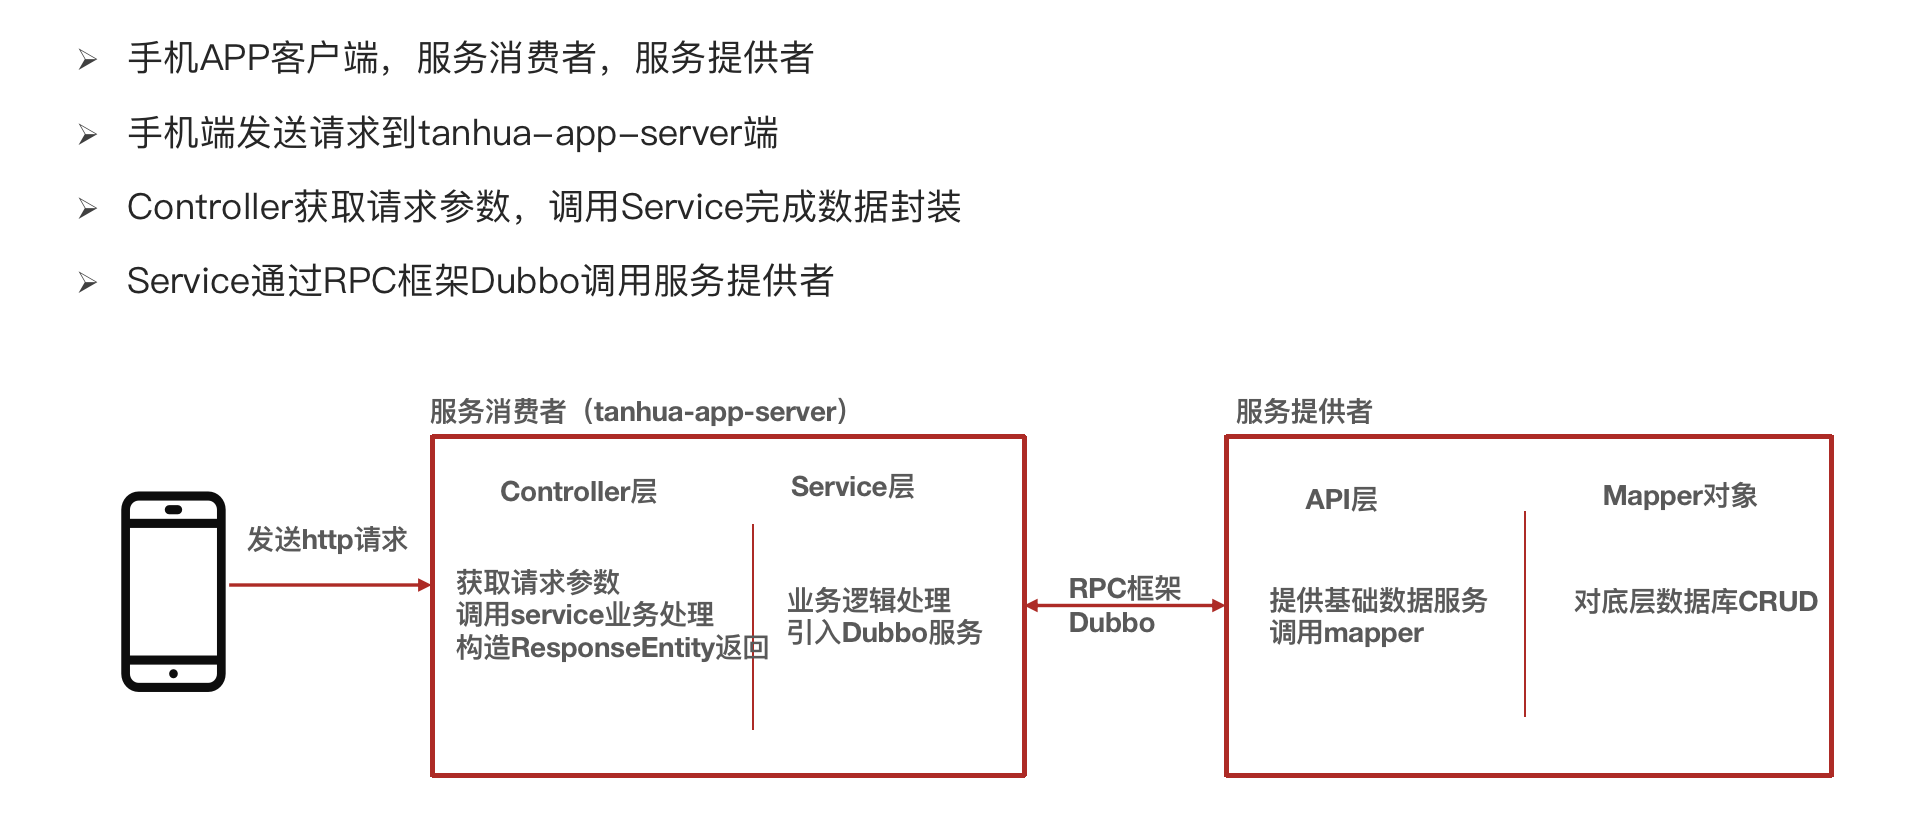 手机APP客户端，服务消费者，服务提供者
手机端发送请求到tanhua-app-server端
Controller获取请求参数，调用Service完成数据封装
Service通过RPC框架Dubbo调用服务提供者
服务消费者（tanhua-app-server）
服务提供者
Controller层
Service层
API层
Mapper对象
发送http请求
获取请求参数
调用service业务处理
构造ResponseEntity返回
业务逻辑处理
引入Dubbo服务
RPC框架
Dubbo
提供基础数据服务
调用mapper
对底层数据库CRUD